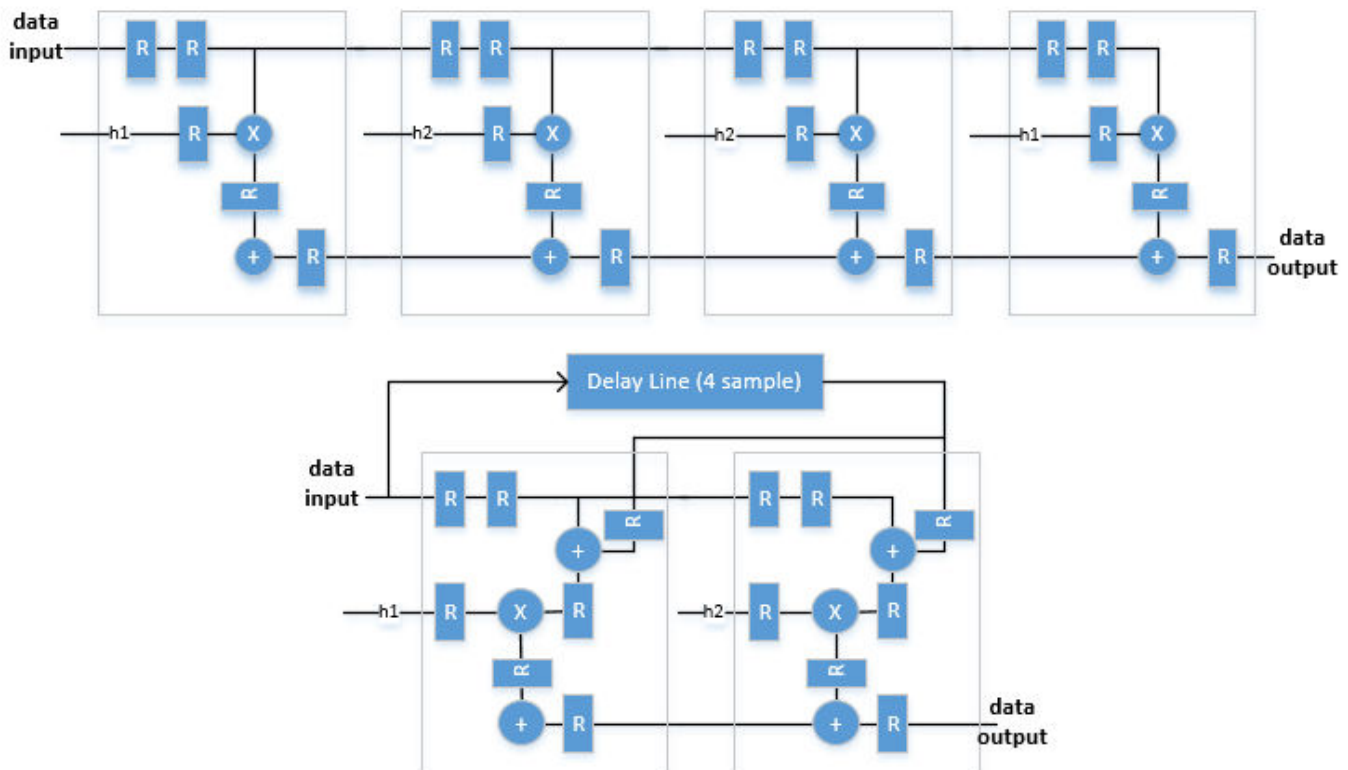 data
input
R R R R R R R R
h1 R X h2 R X h2 R X h1 R X
R R R R
+ R + R + R + R
data
output
Delay Line (4 sample)
data
input
R R R R R R
+ +
h1 R X R h2 R X R
R R
+ R + R
data
output